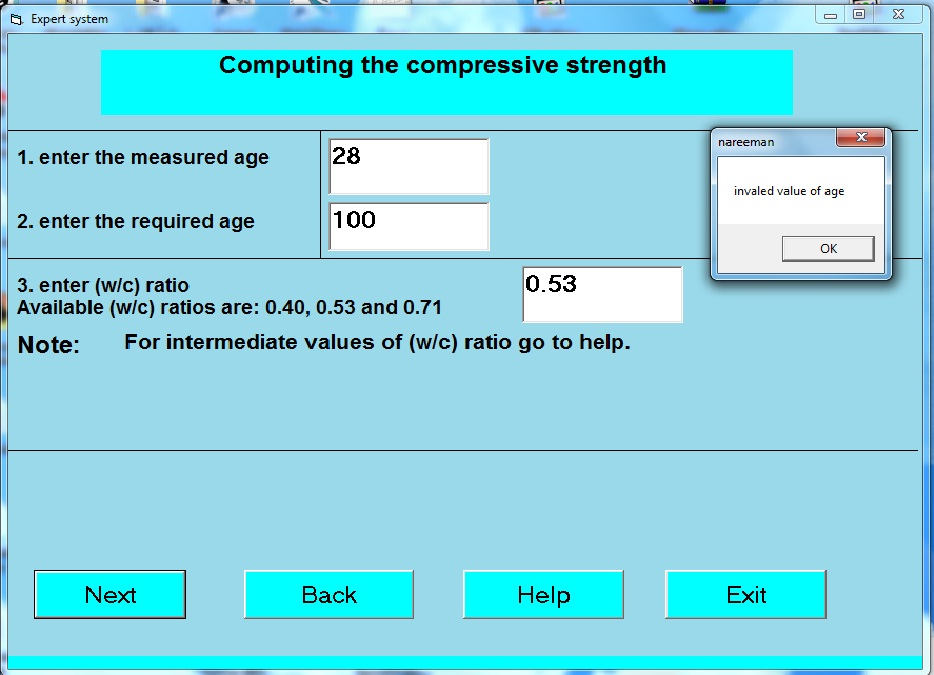 Expert system
Computing the compressive strength
1. enter the measured age
28
2. enter the required age
100
nareeman
invaled value of age
OK
3. enter (w/c) ratio
0.53
Available (w/c) ratios are: 0.40, 0.53 and 0.71
Note: For intermediate values of (w/c) ratio go to help.
Next
Back
Help
Exit